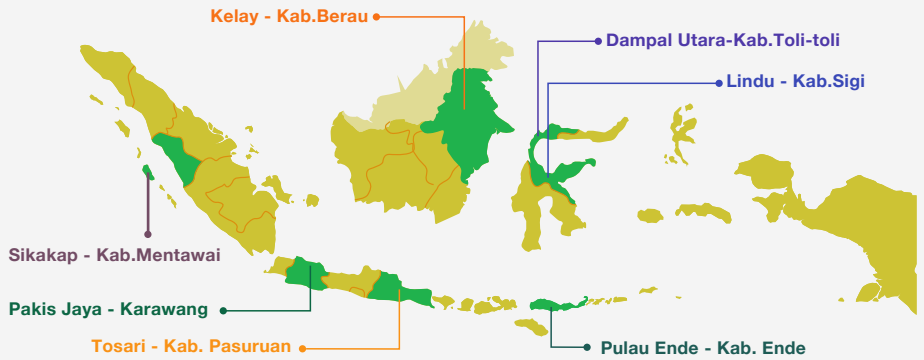 Kelay - Kab.Berau
Dampal Utara-Kab.Toli-toli
Lindu - Kab.Sigi
Sikakap - Kab.Mentawai
Pakis Jaya - Karawang
Tosari - Kab. Pasuruan
Pulau Ende - Kab. Ende